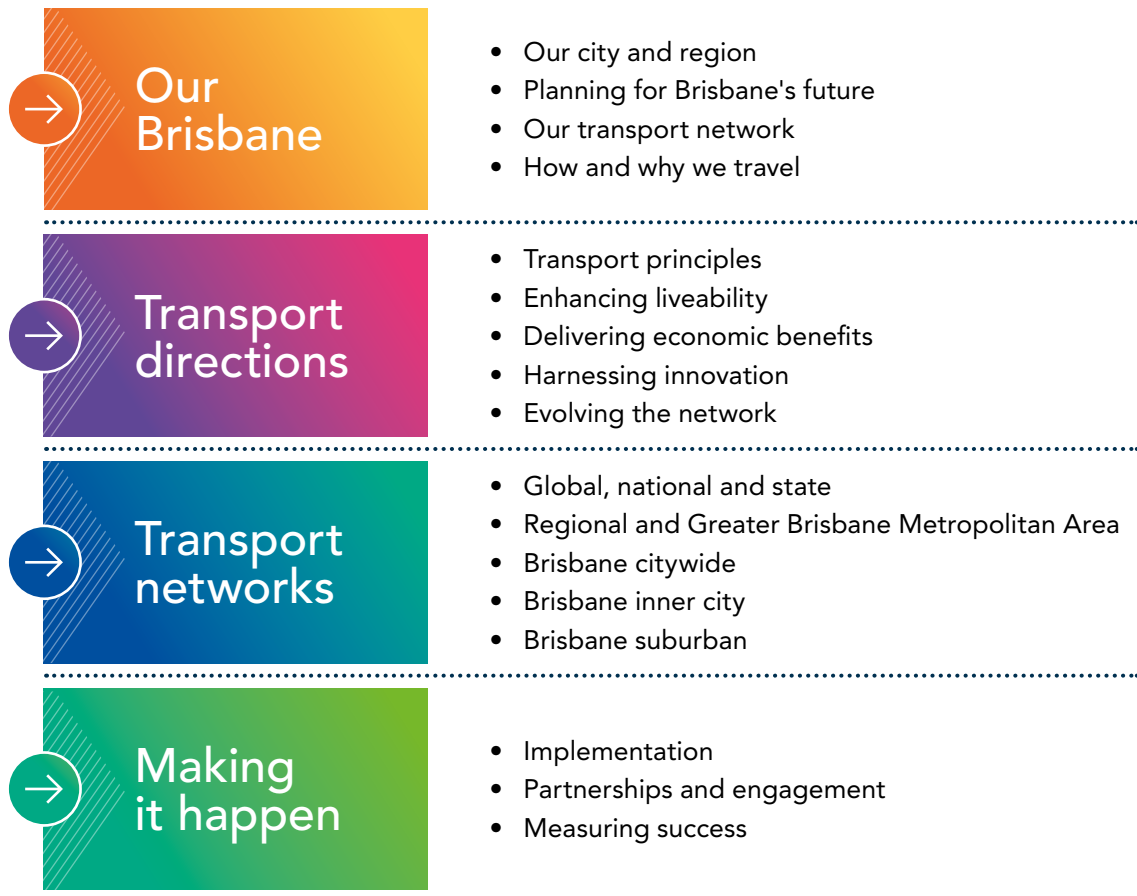 Our
Brisbane
• Our city and region
• Planning for Brisbane's future
• Our transport network
• How and why we travel
Transport
directions
• Transport principles
• Enhancing liveability
• Delivering economic benefits
• Harnessing innovation
• Evolving the network
Transport
networks
• Global, national and state
• Regional and Greater Brisbane Metropolitan Area
• Brisbane citywide
• Brisbane inner city
• Brisbane suburban
Making
it happen
• Implementation
• Partnerships and engagement
• Measuring success